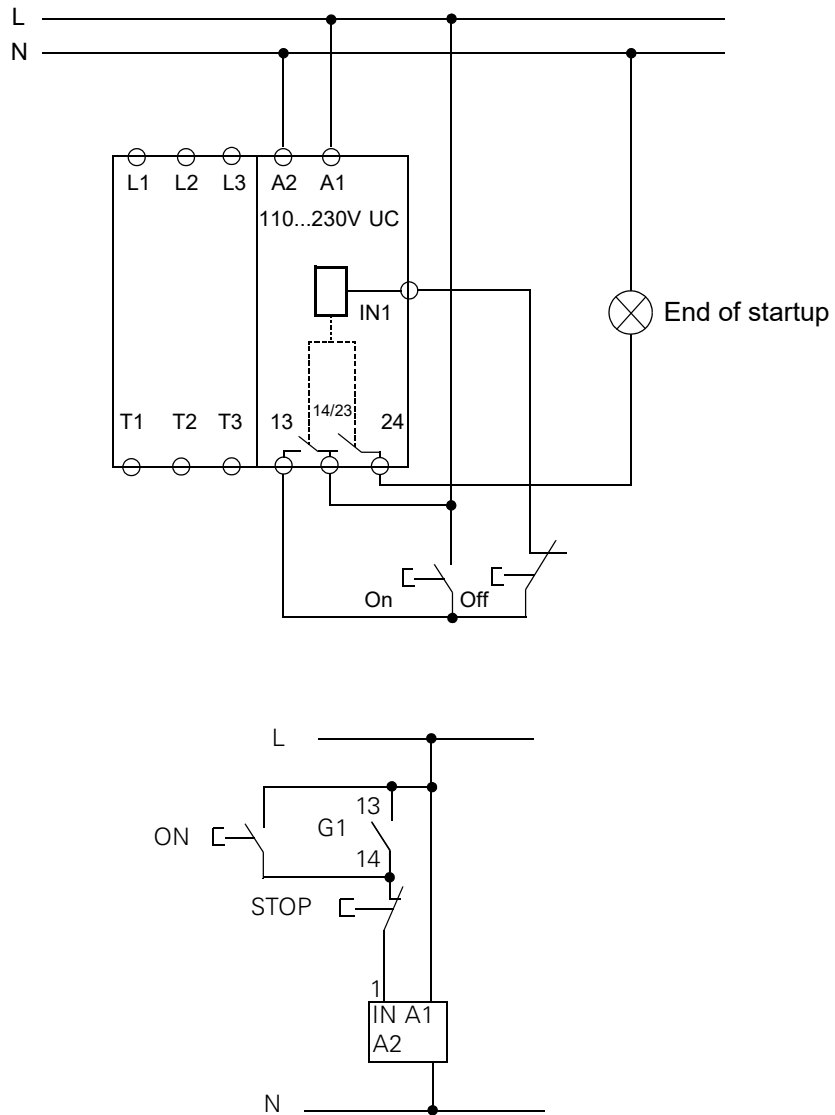 L
N
L1 L2 L3 A2 A1
110...230V UC
IN1
End of startup
T1 T2 T3 13 14/23 24
On Off
L
13
G1
ON
14
STOP
1
IN A1
A2
N